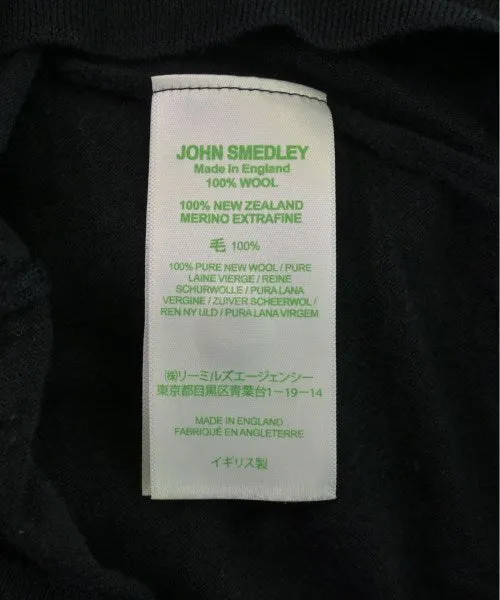 JOHN SMEDLEY
Made in England
100% WOOL
100% NEW ZEALAND
MERINO EXTRAFINE
毛 100%
100% PURE NEW WOOL / PURE
LAINE VIERGE / REINE
SCHURWOLLE / PURA LANA
VERGINE / ZUIVER SCHEERWOL /
REN NY ULD / PURA LANA VIRGEM
㈱リーミルズエージェンシー
東京都目黒区青葉台1-19-14
MADE IN ENGLAND
FABRIQUÉ EN ANGLETERRE
イギリス製